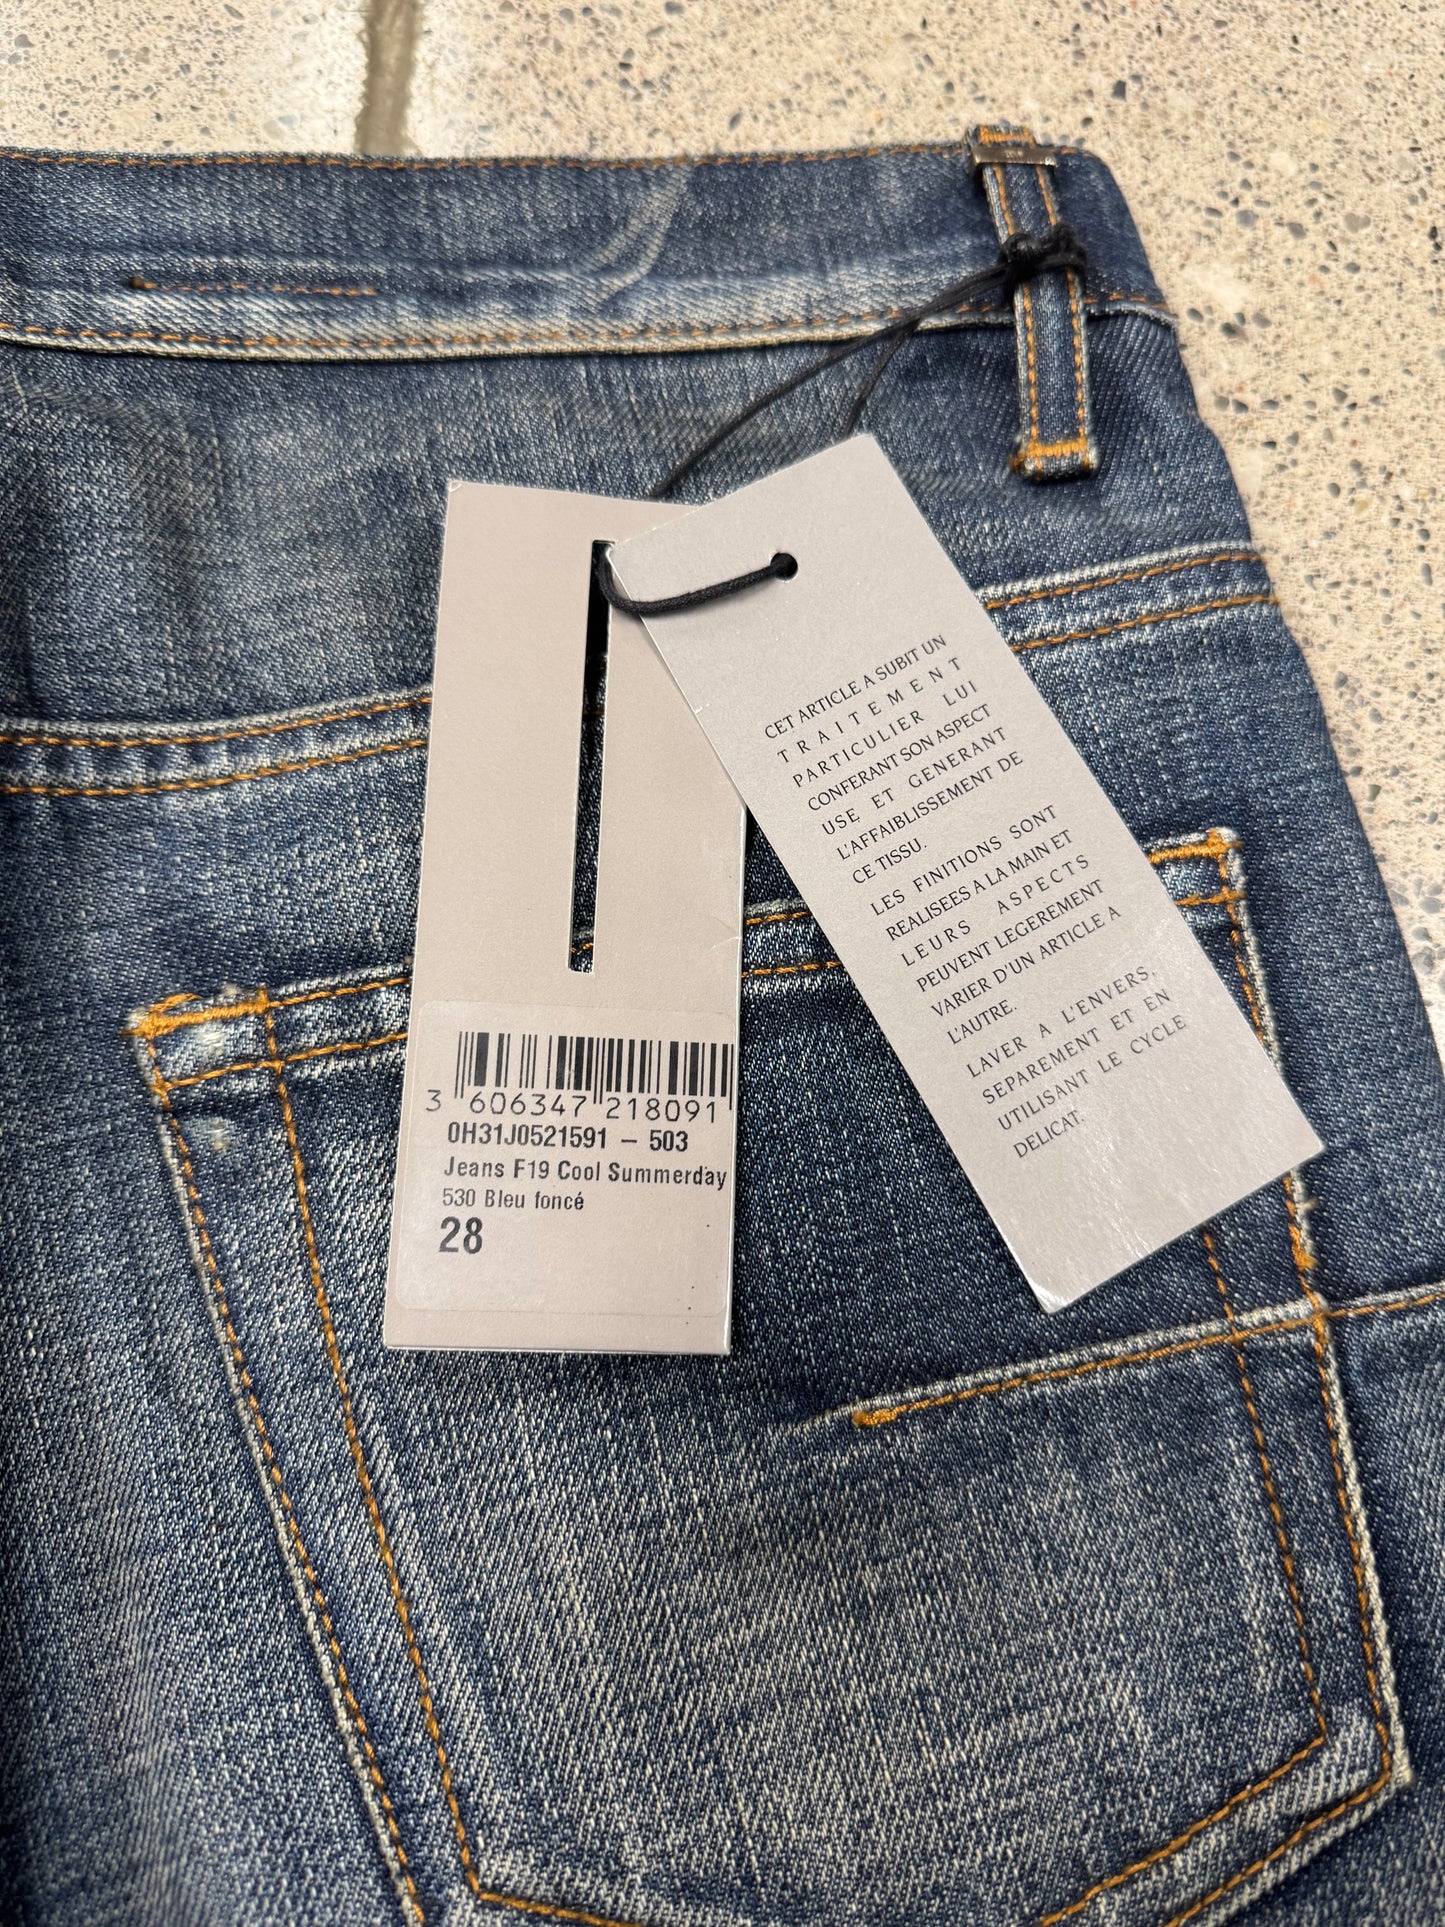 3 606347 218091
0H31J0521591 – 503
Jeans F19 Cool Summerday
530 Bleu foncé
28
CET ARTICLE A SUBIT UN
TRAITEMENT
PARTICULIER LUI
CONFERANT SON ASPECT
USE ET GENERANT
L'AFFAIBLISSEMENT DE
CE TISSU.
LES FINITIONS SONT
REALISEES A LA MAIN ET
LEURS ASPECTS
PEUVENT LEGEREMENT
VARIER D'UN ARTICLE A
L'AUTRE.
LAVER A L'ENVERS,
SEPAREMENT ET EN
UTILISANT LE CYCLE
DELICAT.